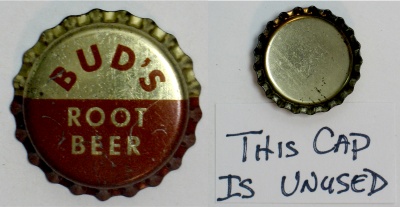 BUD'S
ROOT
BEER
THIS CAP
IS UNUSED